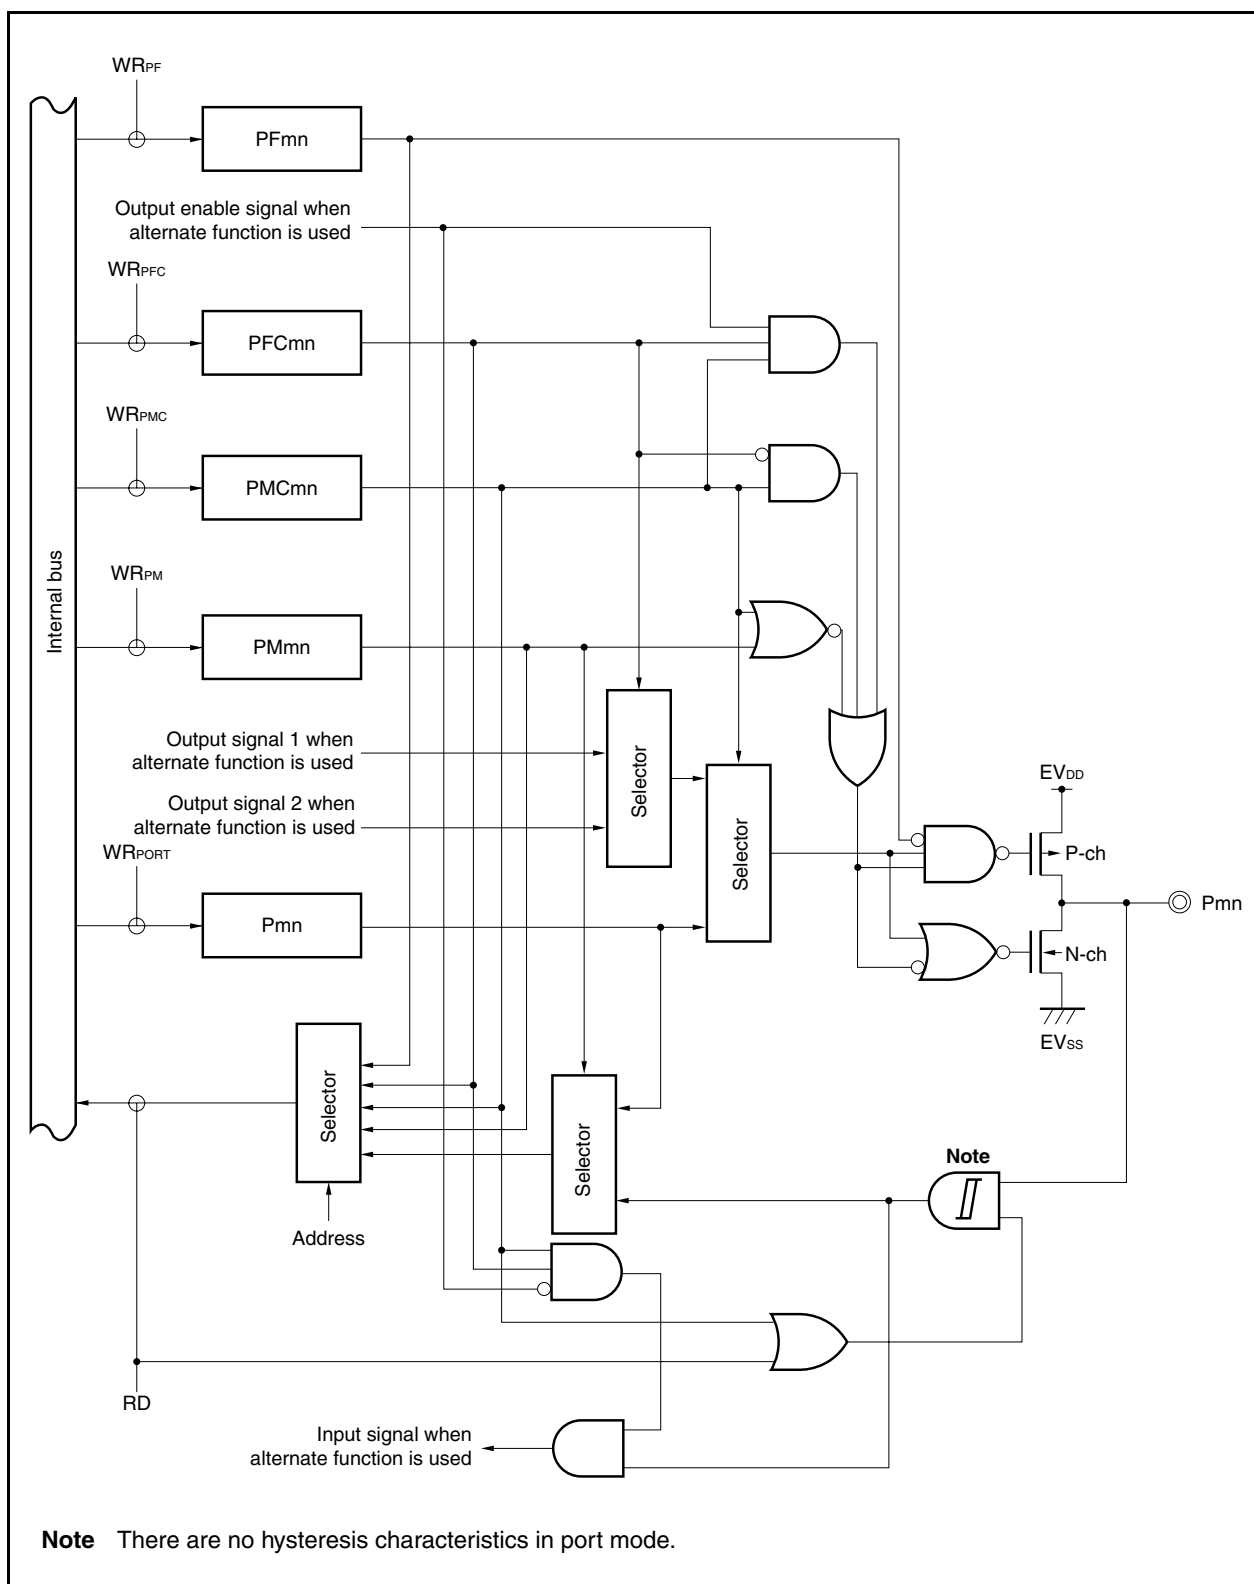 WRPF
PFmn
Output enable signal when
alternate function is used
WRPFC
PFCmn
WRPMC
PMCmn
Internal bus
WRPM
PMmn
Output signal 1 when
alternate function is used
Selector
Output signal 2 when
alternate function is used
Selector
EVDD
P-ch
WRPORT
Pmn
Pmn
N-ch
EVSS
Selector
Selector
Note
Address
RD
Input signal when
alternate function is used
Note There are no hysteresis characteristics in port mode.